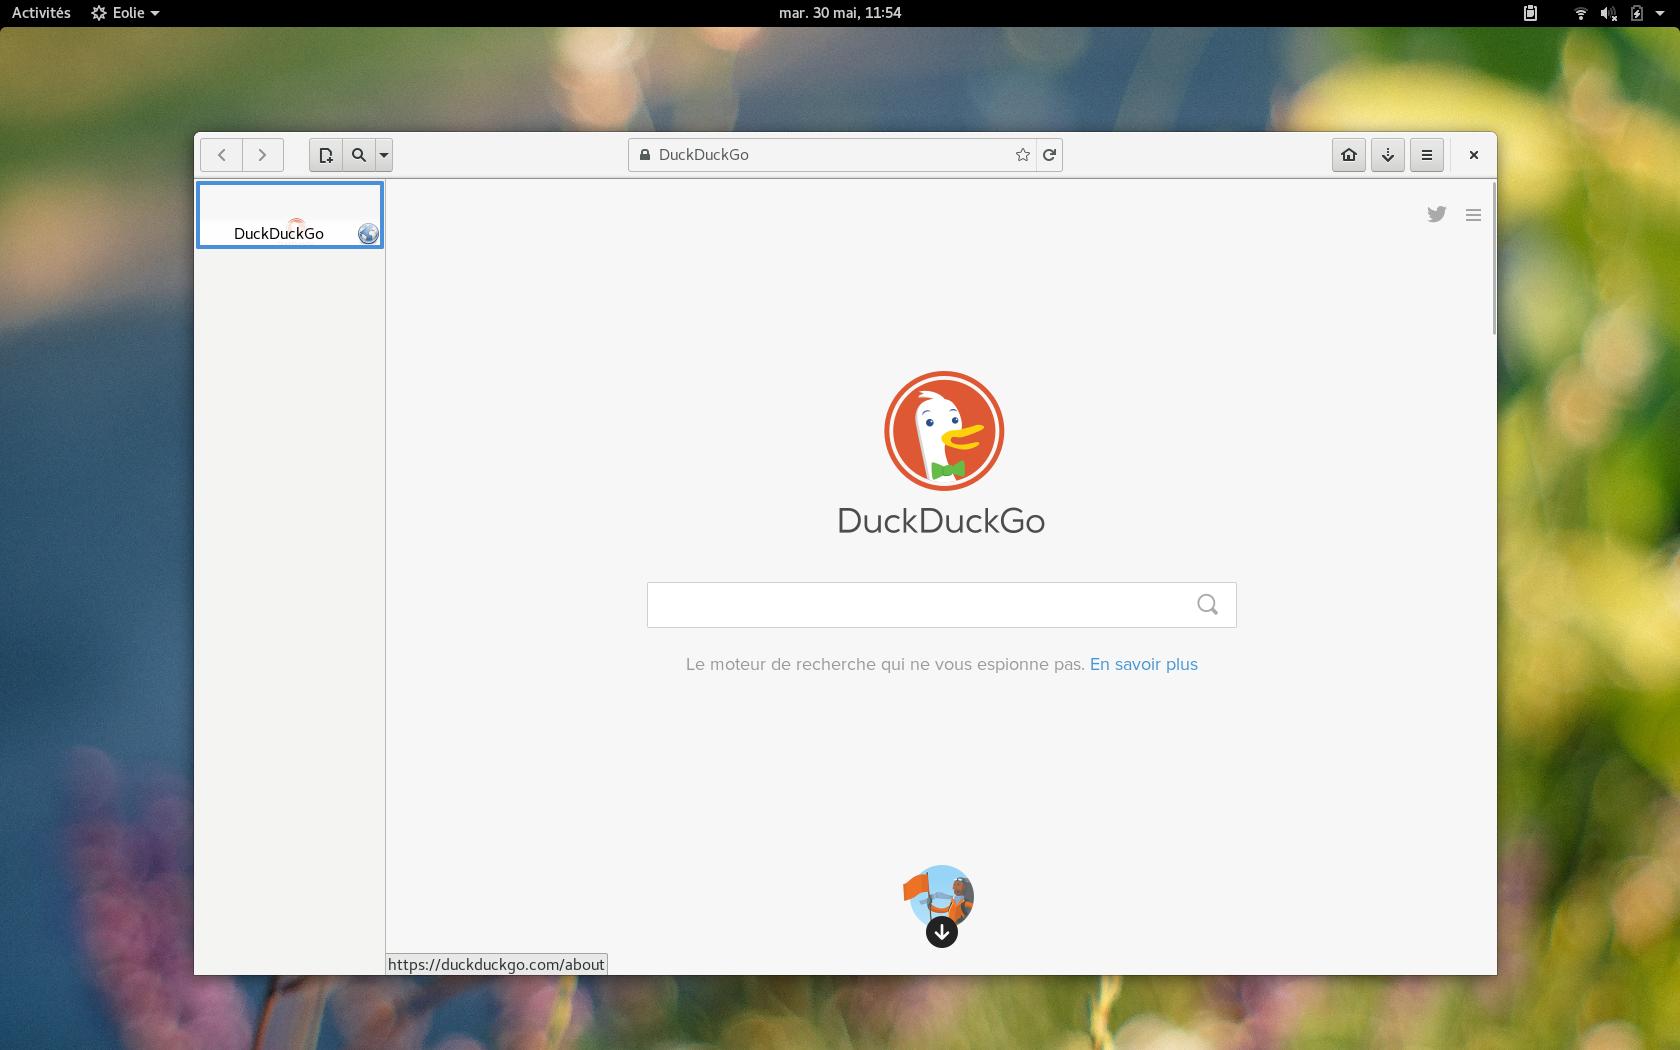 Activités Eolie mar. 30 mai, 11:54
DuckDuckGo
DuckDuckGo
DuckDuckGo
Le moteur de recherche qui ne vous espionne pas. En savoir plus
https://duckduckgo.com/about